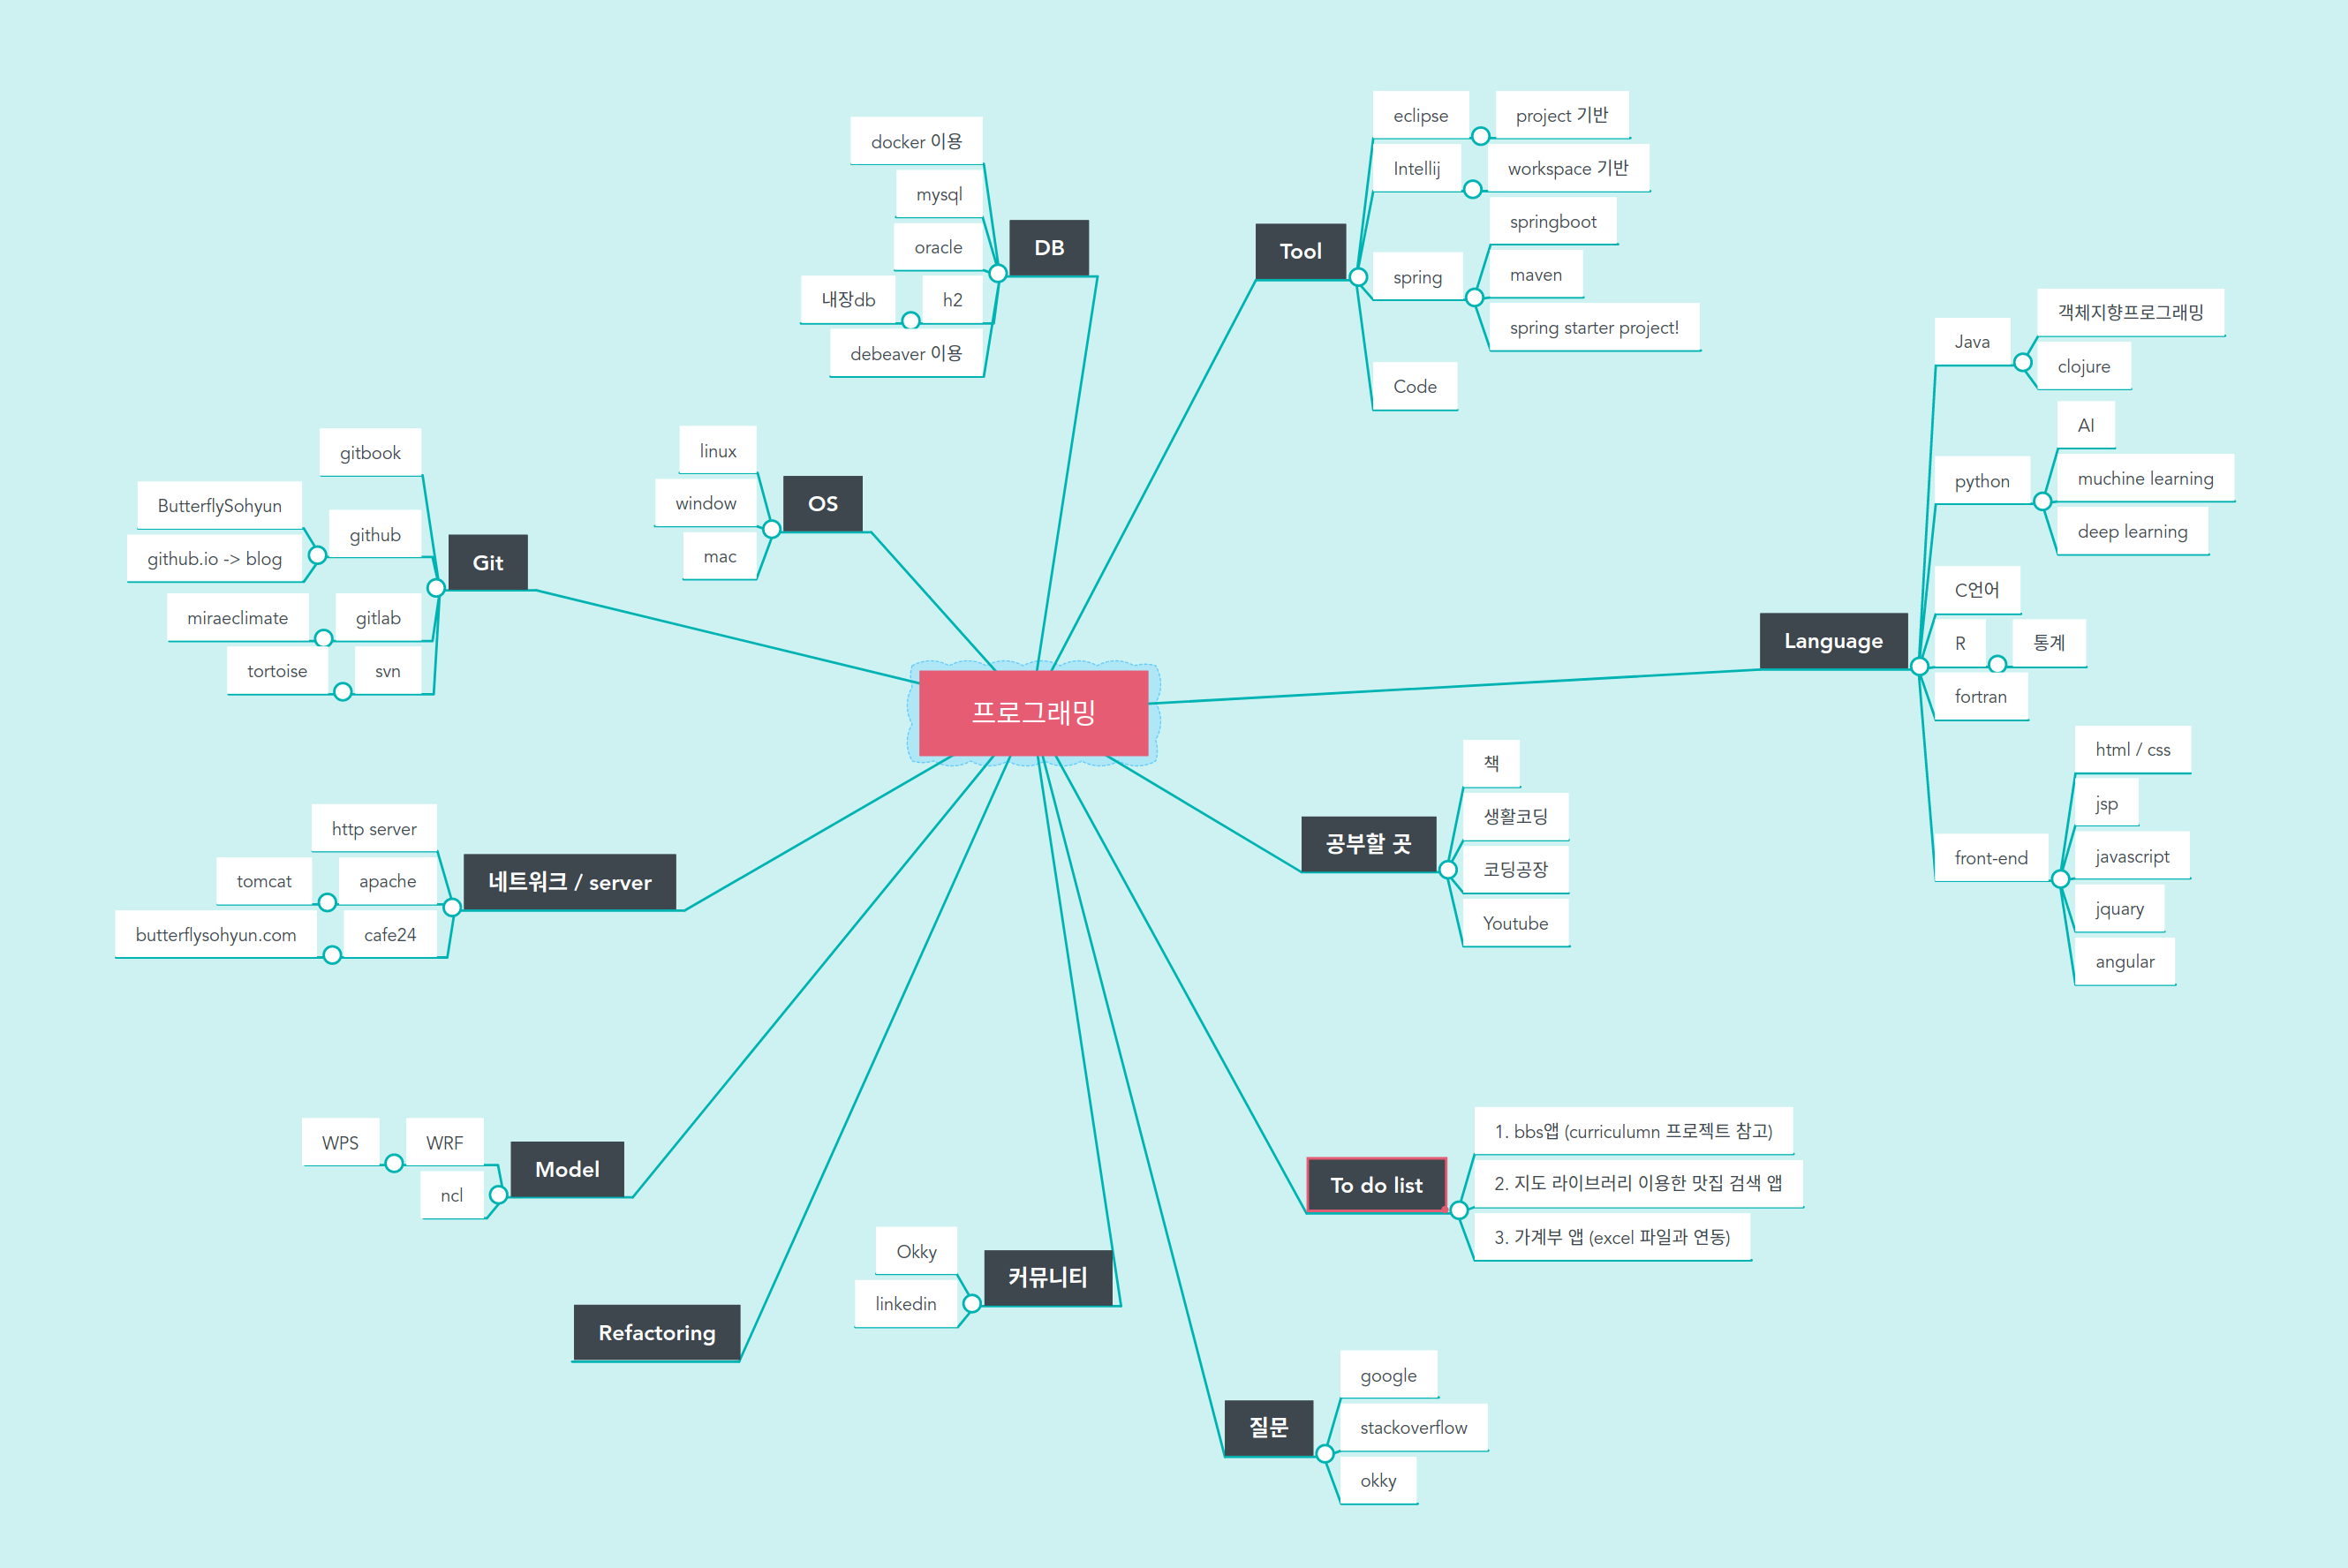 프로그래밍
DB
docker 이용
mysql
oracle
h2
내장db
debeaver 이용
Tool
eclipse
project 기반
Intellij
workspace 기반
spring
springboot
maven
spring starter project!
Code
Language
Java
객체지향프로그래밍
clojure
python
AI
muchine learning
deep learning
C언어
R
통계
fortran
front-end
html / css
jsp
javascript
jquary
angular
OS
linux
window
mac
Git
gitbook
github
ButterflySohyun
github.io -> blog
gitlab
miraeclimate
svn
tortoise
네트워크 / server
http server
apache
tomcat
cafe24
butterflysohyun.com
공부할 곳
책
생활코딩
코딩공장
Youtube
Model
WRF
WPS
ncl
To do list
1. bbs앱 (curriculumn 프로젝트 참고)
2. 지도 라이브러리 이용한 맛집 검색 앱
3. 가계부 앱 (excel 파일과 연동)
커뮤니티
Okky
linkedin
Refactoring
질문
google
stackoverflow
okky